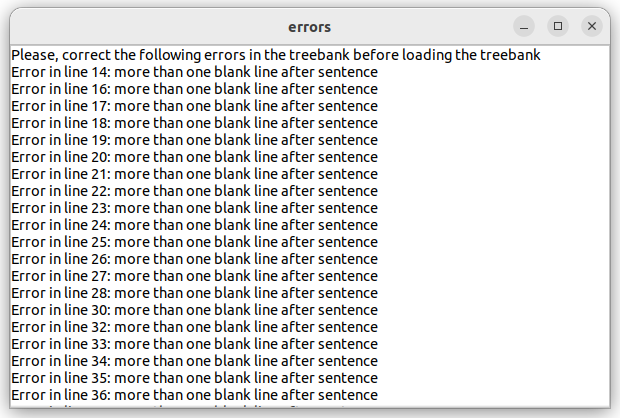 errors
Please, correct the following errors in the treebank before loading the treebank
Error in line 14: more than one blank line after sentence
Error in line 16: more than one blank line after sentence
Error in line 17: more than one blank line after sentence
Error in line 18: more than one blank line after sentence
Error in line 19: more than one blank line after sentence
Error in line 20: more than one blank line after sentence
Error in line 21: more than one blank line after sentence
Error in line 22: more than one blank line after sentence
Error in line 23: more than one blank line after sentence
Error in line 24: more than one blank line after sentence
Error in line 25: more than one blank line after sentence
Error in line 26: more than one blank line after sentence
Error in line 27: more than one blank line after sentence
Error in line 28: more than one blank line after sentence
Error in line 30: more than one blank line after sentence
Error in line 32: more than one blank line after sentence
Error in line 33: more than one blank line after sentence
Error in line 34: more than one blank line after sentence
Error in line 35: more than one blank line after sentence
Error in line 36: more than one blank line after sentence